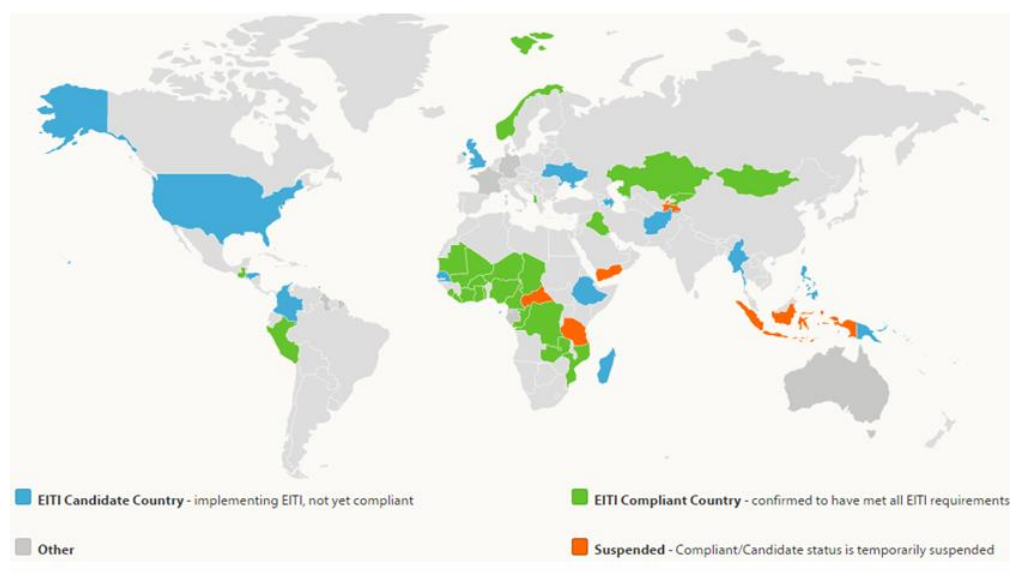 EITI Candidate Country - implementing EITI, not yet compliant
EITI Compliant Country - confirmed to have met all EITI requirements
Other
Suspended - Compliant/Candidate status is temporarily suspended